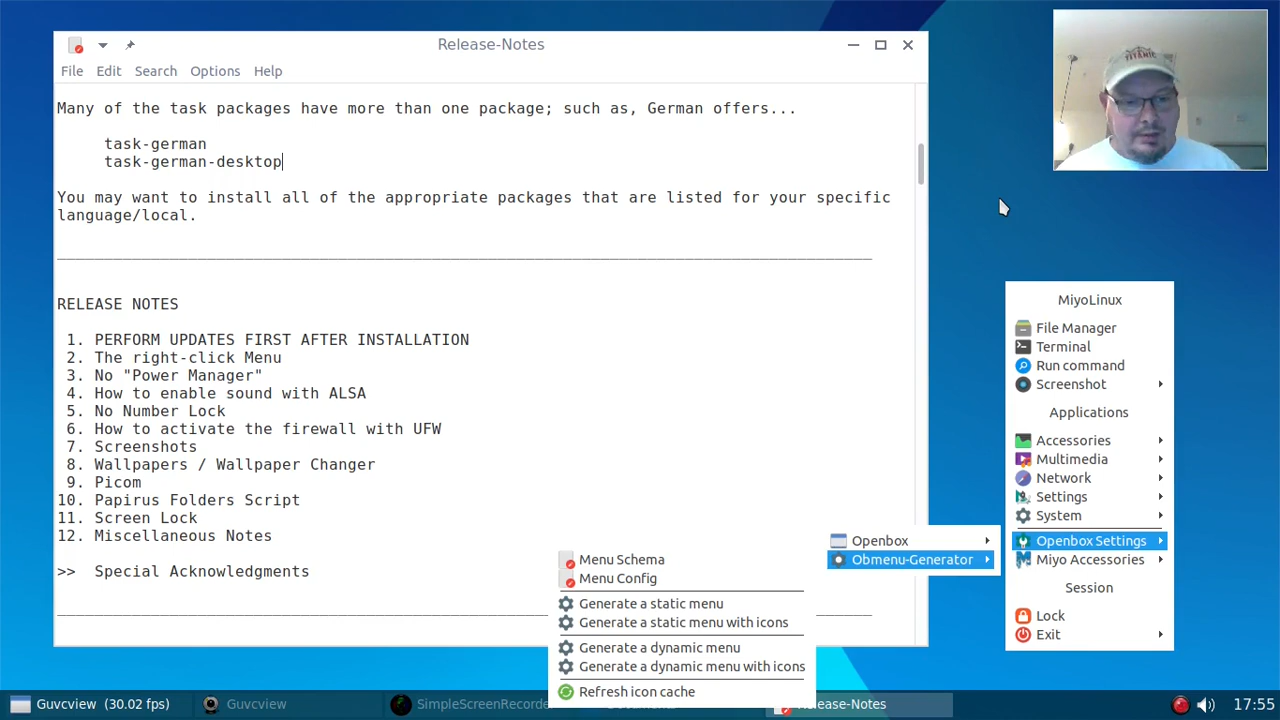 Release-Notes
File Edit Search Options Help
Many of the task packages have more than one package; such as, German offers...
task-german
task-german-desktop
You may want to install all of the appropriate packages that are listed for your specific
language/local.
RELEASE NOTES
1. PERFORM UPDATES FIRST AFTER INSTALLATION
2. The right-click Menu
3. No "Power Manager"
4. How to enable sound with ALSA
5. No Number Lock
6. How to activate the firewall with UFW
7. Screenshots
8. Wallpapers / Wallpaper Changer
9. Picom
10. Papirus Folders Script
11. Screen Lock
12. Miscellaneous Notes
>> Special Acknowledgments
TITANIC
MiyoLinux
File Manager
Terminal
Run command
Screenshot
Applications
Accessories
Multimedia
Network
Settings
System
Openbox Settings
Miyo Accessories
Session
Lock
Exit
Openbox
Obmenu-Generator
Menu Schema
Menu Config
Generate a static menu
Generate a static menu with icons
Generate a dynamic menu
Generate a dynamic menu with icons
Refresh icon cache
Guvcview (30.02 fps)
Guvcview
SimpleScreenRecorde
Release-Notes
17:55